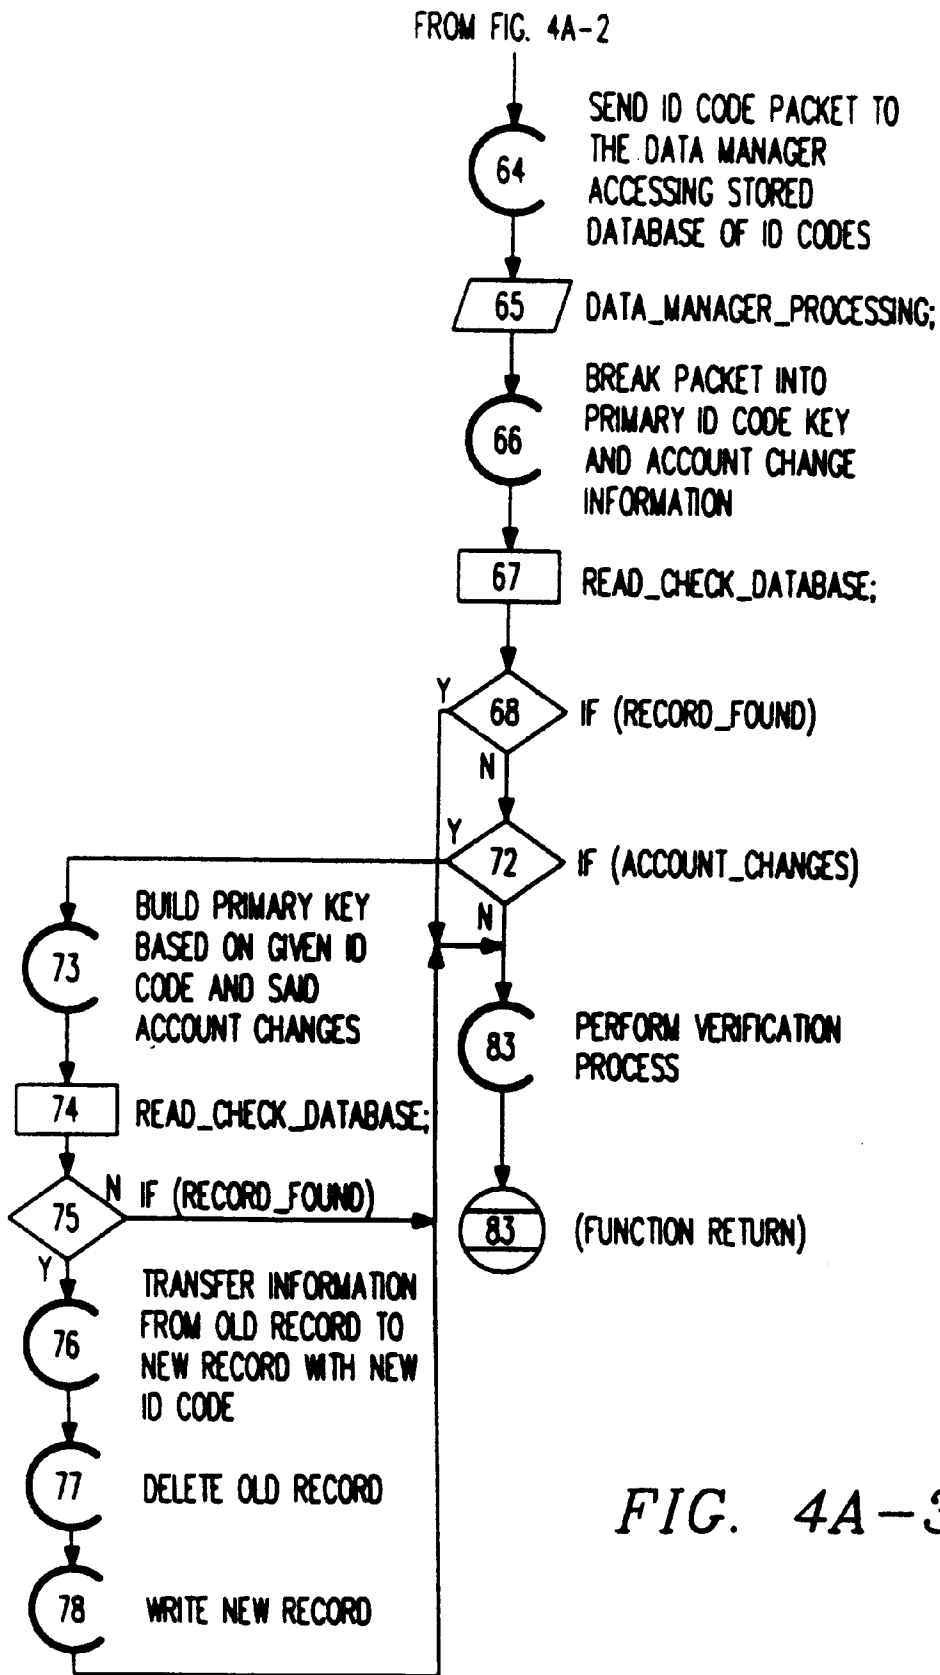 FROM FIG. 4A-2
64
SEND ID CODE PACKET TO
THE DATA MANAGER
ACCESSING STORED
DATABASE OF ID CODES
65
DATA_MANAGER_PROCESSING;
66
BREAK PACKET INTO
PRIMARY ID CODE KEY
AND ACCOUNT CHANGE
INFORMATION
67
READ_CHECK_DATABASE;
Y
68
IF (RECORD_FOUND)
N
Y
72
IF (ACCOUNT_CHANGES)
N
73
BUILD PRIMARY KEY
BASED ON GIVEN ID
CODE AND SAID
ACCOUNT CHANGES
83
PERFORM VERIFICATION
PROCESS
74
READ_CHECK_DATABASE;
75
N
IF (RECORD_FOUND)
Y
83
(FUNCTION RETURN)
76
TRANSFER INFORMATION
FROM OLD RECORD TO
NEW RECORD WITH NEW
ID CODE
77
DELETE OLD RECORD
78
WRITE NEW RECORD
FIG. 4A-3